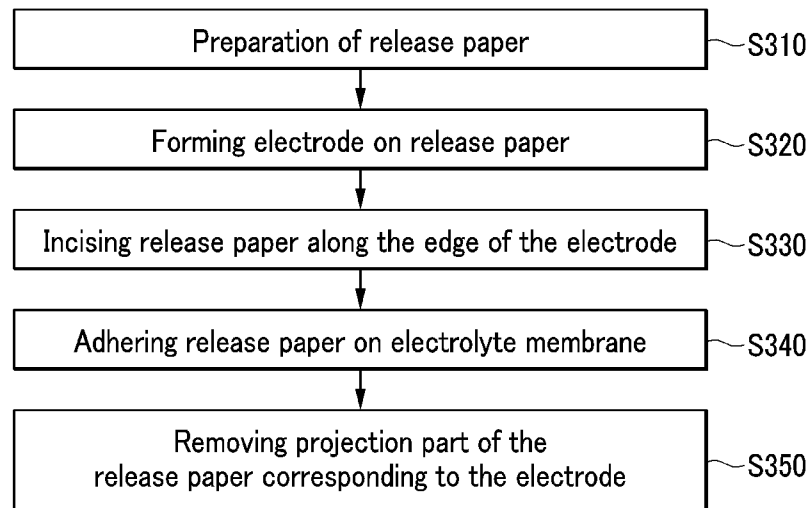 Preparation of release paper
S310
Forming electrode on release paper
S320
Incising release paper along the edge of the electrode
S330
Adhering release paper on electrolyte membrane
S340
Removing projection part of the
release paper corresponding to the electrode
S350